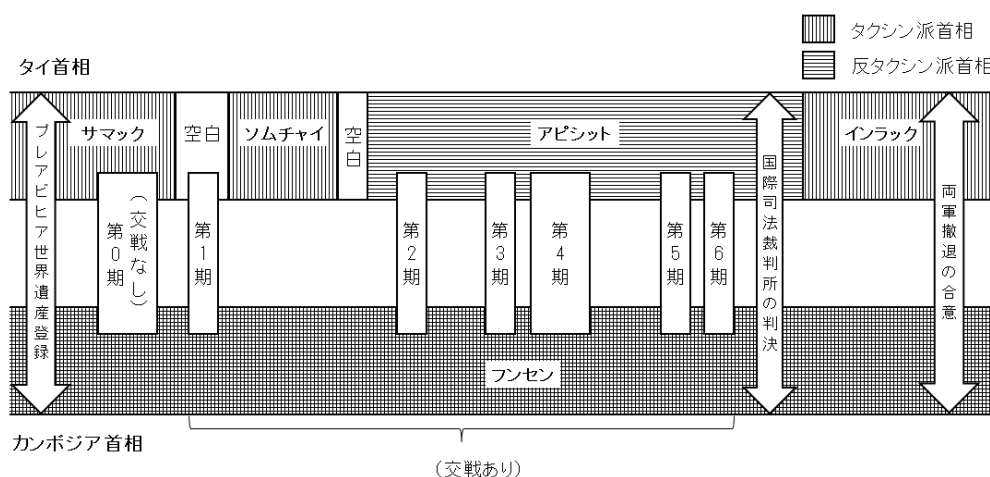 タクシン派首相
反タクシン派首相
タイ首相
サマック
空白
ソムチャイ
空白
アピシット
インラック
プレアビヒア世界遺産登録
第0期
(交戦なし)
第1期
第2期
第3期
第4期
第5期
第6期
国際司法裁判所の判決
両軍撤退の合意
フンセン
カンボジア首相
(交戦あり)